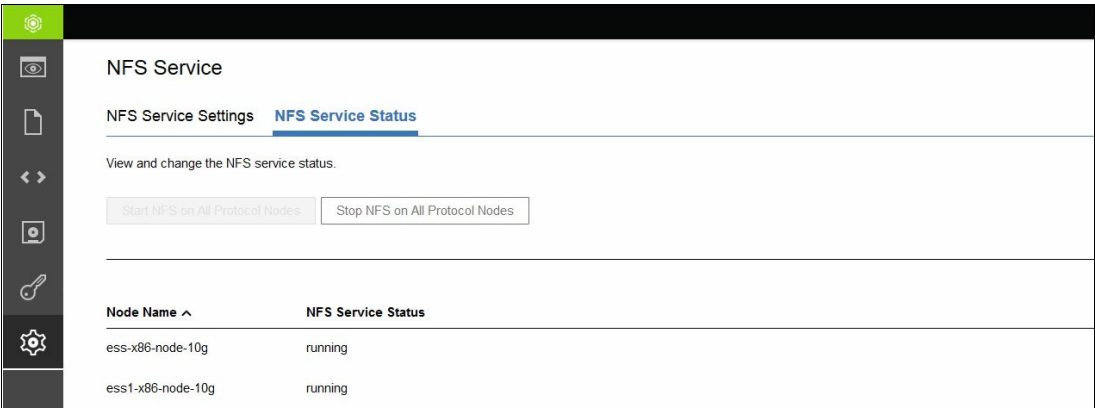 NFS Service
NFS Service Settings NFS Service Status
View and change the NFS service status.
Start NFS on All Protocol Nodes Stop NFS on All Protocol Nodes
Node Name NFS Service Status
ess-x86-node-10g running
ess1-x86-node-10g running